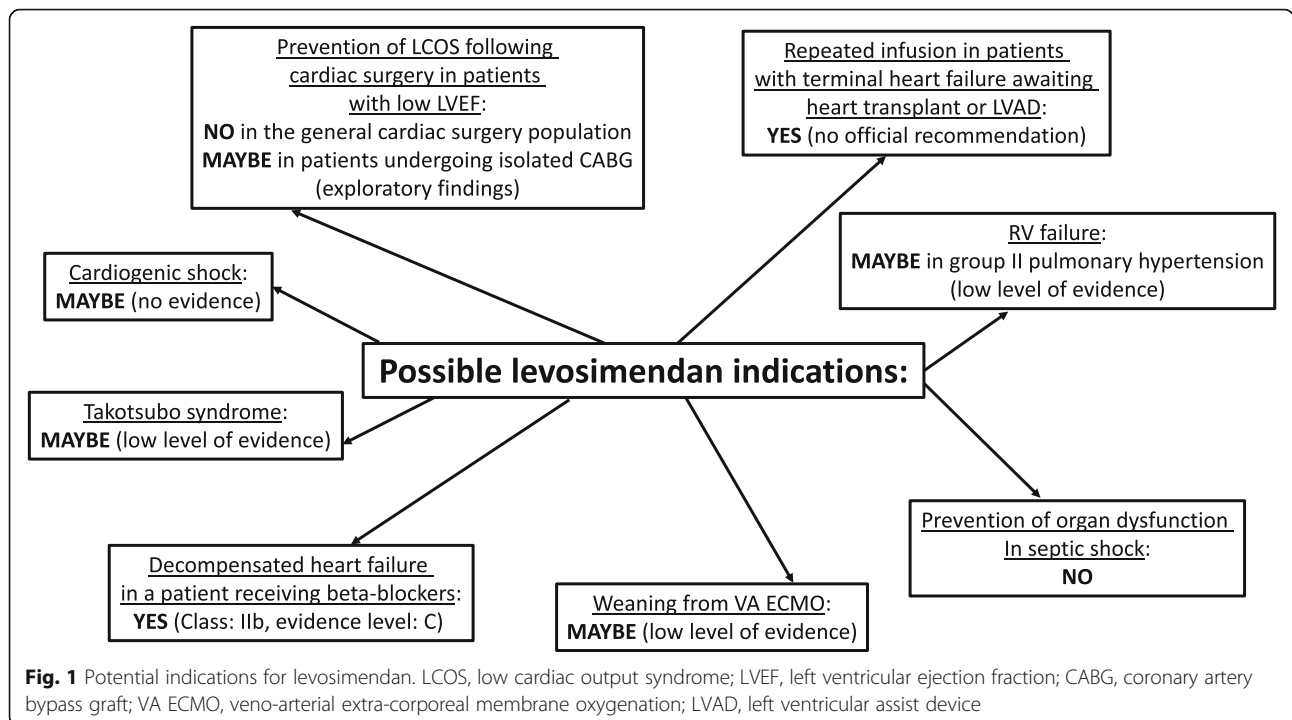 Prevention of LCOS following
cardiac surgery in patients
with low LVEF:
NO in the general cardiac surgery population
MAYBE in patients undergoing isolated CABG
(exploratory findings)
Repeated infusion in patients
with terminal heart failure awaiting
heart transplant or LVAD:
YES (no official recommendation)
Cardiogenic shock:
MAYBE (no evidence)
RV failure:
MAYBE in group II pulmonary hypertension
(low level of evidence)
Possible levosimendan indications:
Takotsubo syndrome:
MAYBE (low level of evidence)
Decompensated heart failure
in a patient receiving beta-blockers:
YES (Class: IIb, evidence level: C)
Weaning from VA ECMO:
MAYBE (low level of evidence)
Prevention of organ dysfunction
In septic shock:
NO
Fig. 1 Potential indications for levosimendan. LCOS, low cardiac output syndrome; LVEF, left ventricular ejection fraction; CABG, coronary artery
bypass graft; VA ECMO, veno-arterial extra-corporeal membrane oxygenation; LVAD, left ventricular assist device